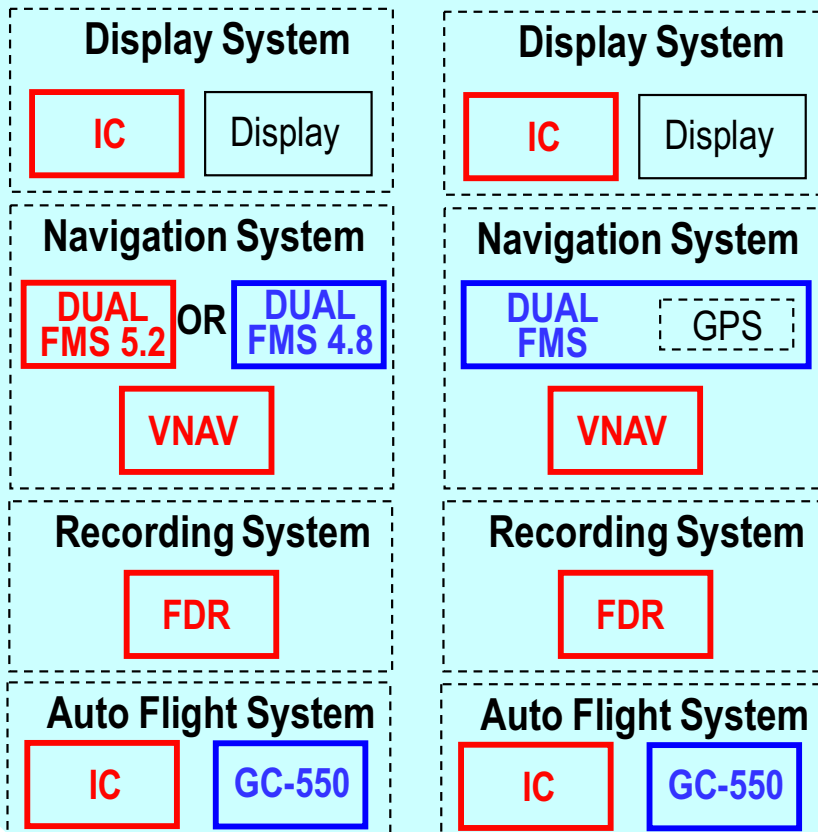 Display System
IC
Display
Navigation System
DUAL
FMS 5.2
OR
DUAL
FMS 4.8
VNAV
Recording System
FDR
Auto Flight System
IC
GC-550
Display System
IC
Display
Navigation System
DUAL
FMS
GPS
VNAV
Recording System
FDR
Auto Flight System
IC
GC-550